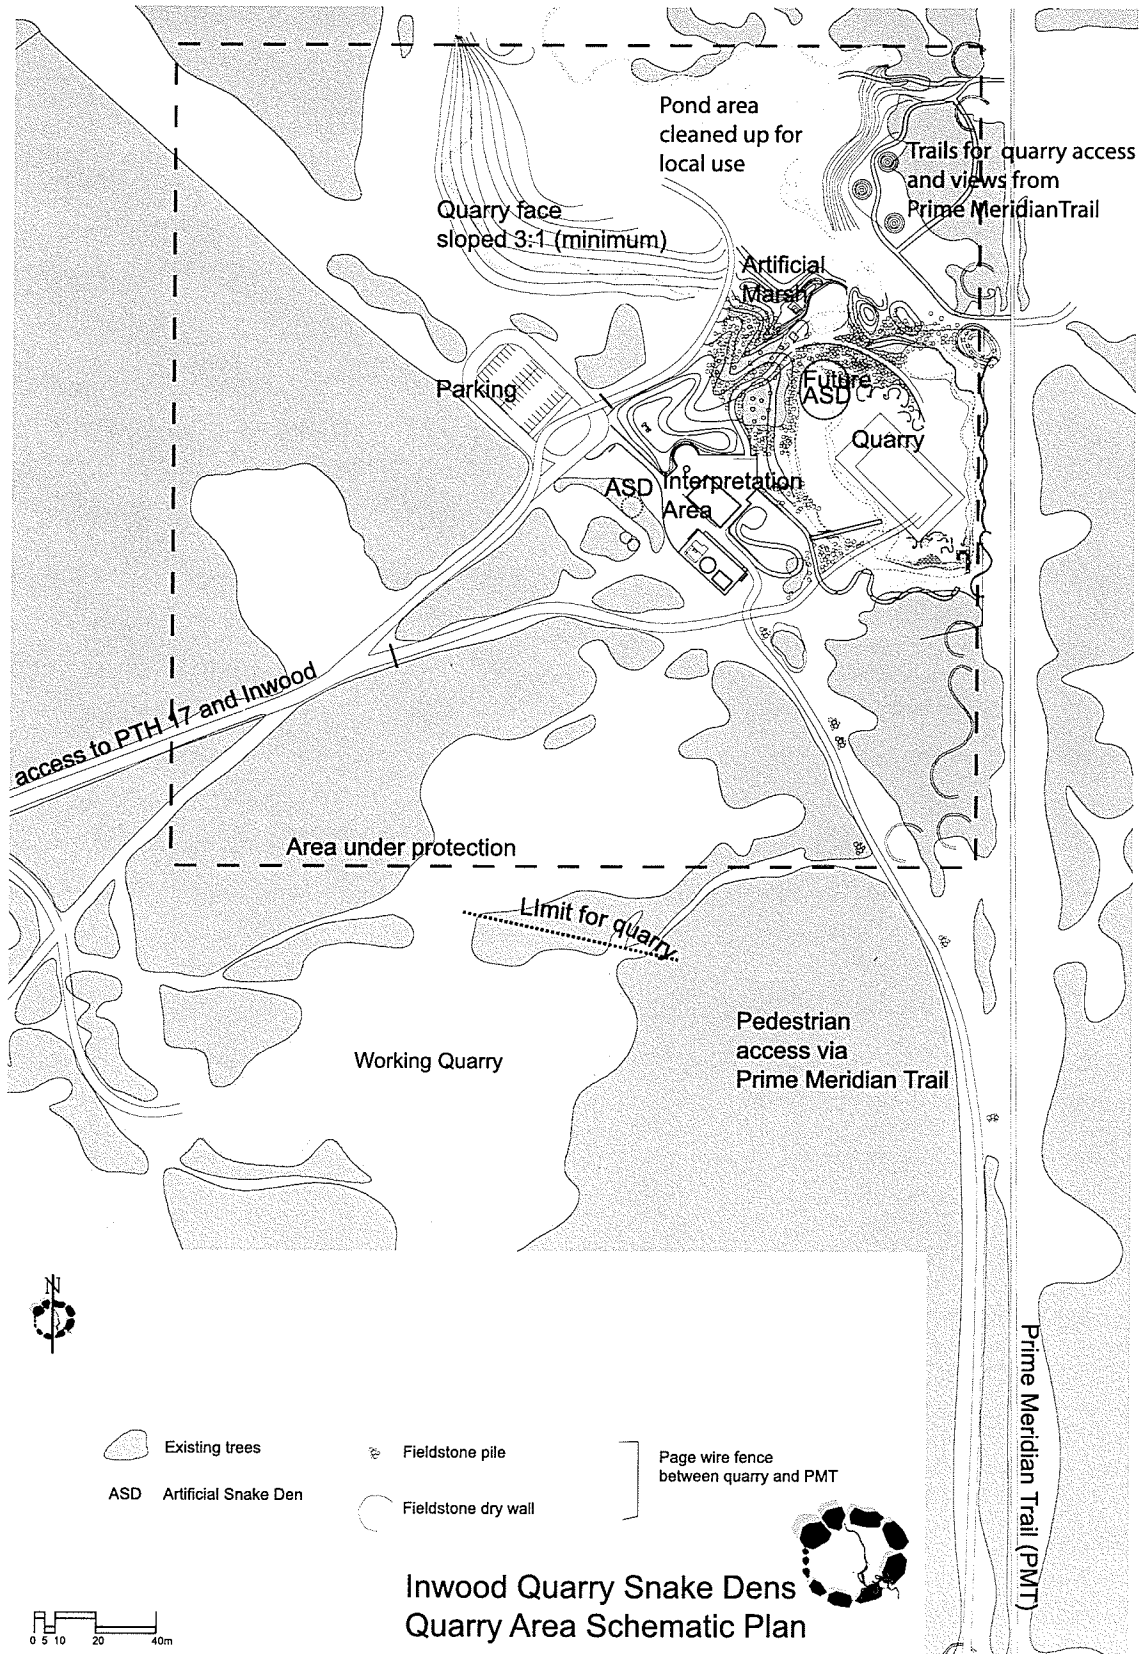 Pond area
cleaned up for
local use
Trails for quarry access
and views from
Prime MeridianTrail
Quarry face
sloped 3:1 (minimum)
Artificial
Marsh
Parking
Future
ASD
Quarry
ASD
Interpretation
Area
access to PTH 17 and Inwood
Area under protection
LImit for quarry
Pedestrian
access via
Prime Meridian Trail
Working Quarry
N
Prime Meridian Trail (PMT)
Existing trees
Fieldstone pile
Page wire fence
between quarry and PMT
ASD Artificial Snake Den
Fieldstone dry wall
Inwood Quarry Snake Dens
Quarry Area Schematic Plan
0 5 10 20 40m